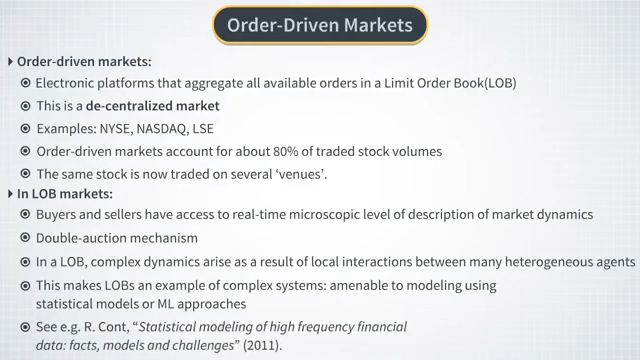 Order-Driven Markets
Order-driven markets:
Electronic platforms that aggregate all available orders in a Limit Order Book(LOB)
This is a de-centralized market
Examples: NYSE, NASDAQ, LSE
Order-driven markets account for about 80% of traded stock volumes
The same stock is now traded on several ‘venues’.
In LOB markets:
Buyers and sellers have access to real-time microscopic level of description of market dynamics
Double-auction mechanism
In a LOB, complex dynamics arise as a result of local interactions between many heterogeneous agents
This makes LOBs an example of complex systems: amenable to modeling using
statistical models or ML approaches
See e.g. R. Cont, “Statistical modeling of high frequency financial
data: facts, models and challenges” (2011).